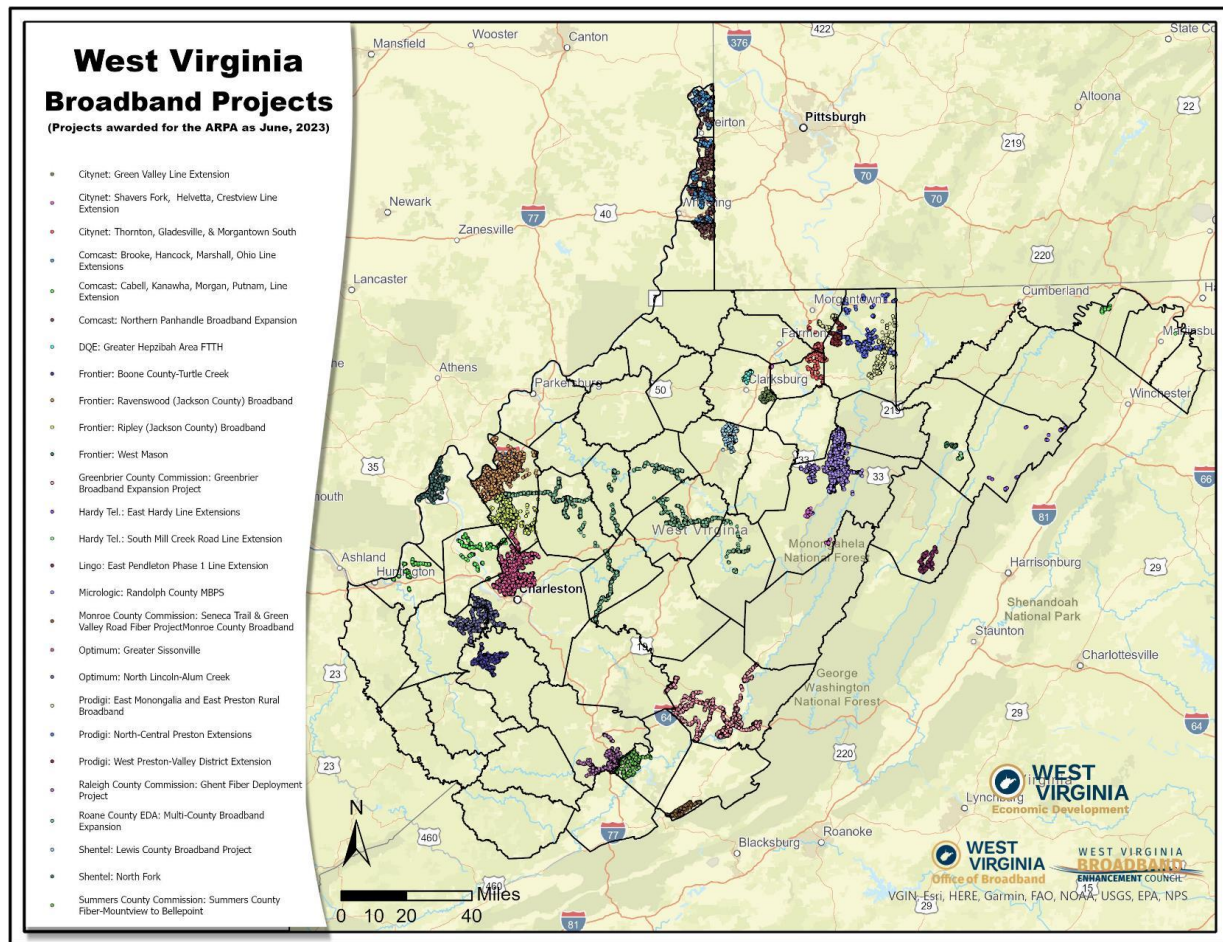 West Virginia
Broadband Projects
(Projects awarded for the ARPA as June, 2023)
Citynet: Green Valley Line Extension
Citynet: Shavers Fork, Helvetta, Crestview Line
Extension
Citynet: Thornton, Gladesville, & Morgantown South
Comcast: Brooke, Hancock, Marshall, Ohio Line
Extensions
Comcast: Cabell, Kanawha, Morgan, Putnam, Line
Extension
Comcast: Northern Panhandle Broadband Expansion
DQE: Greater Hepzibah Area FTTH
Frontier: Boone County-Turtle Creek
Frontier: Ravenswood (Jackson County) Broadband
Frontier: Ripley (Jackson County) Broadband
Frontier: West Mason
Greenbrier County Commission: Greenbrier
Broadband Expansion Project
Hardy Tel.: East Hardy Line Extensions
Hardy Tel.: South Mill Creek Road Line Extension
Lingo: East Pendleton Phase 1 Line Extension
Micrologic: Randolph County MBPS
Monroe County Commission: Seneca Trail & Green
Valley Road Fiber ProjectMonroe County Broadband
Optimum: Greater Sissonville
Optimum: North Lincoln-Alum Creek
Prodigi: East Monongalia and East Preston Rural
Broadband
Prodigi: North-Central Preston Extensions
Prodigi: West Preston-Valley District Extension
Raleigh County Commission: Ghent Fiber Deployment
Project
Roane County EDA: Multi-County Broadband
Expansion
Shentel: Lewis County Broadband Project
Shentel: North Fork
Summers County Commission: Summers County
Fiber-Mountview to Bellepoint
Mansfield
Wooster
Canton
376
422
State Co
Altoona
22
Pittsburgh
eirton
219
70
70
Newark
77
40
Zanesville
220
Lancaster
Cumberland
Ha
Morgantown
Fairmon
Athens
Parkersburg
50
Clarksburg
219
Winchester
35
33
33
66
mouth
West Virginia
81
Monongahela
National Forest
Ashland
Huntington
Charleston
Harrisonburg
29
Shenandoah
National Park
Staunton
19
Charlottesville
23
George
Washington
National Forest
64
29
64
220
23
WEST
VIRGINIA
Economic Development
Lynchburg
N
460
77
Blacksburg
Roanoke
WEST
VIRGINIA
Office of Broadband
WEST VIRGINIA
BROADBAND
ENHANCEMENT COUNCIL
15
460
Miles
0 10 20 40
81
29
VGIN, Esri, HERE, Garmin, FAO, NOAA, USGS, EPA, NPS